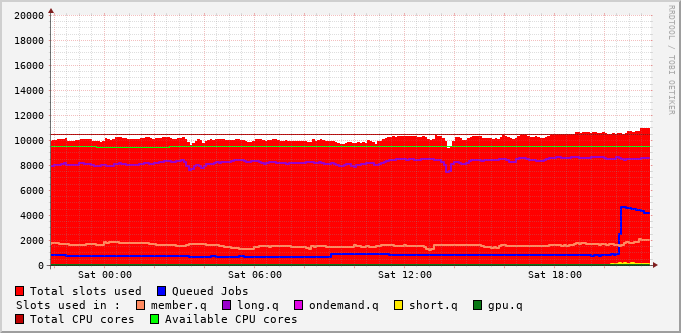 20000
18000
16000
14000
12000
10000
8000
6000
4000
2000
0
Sat 00:00 Sat 06:00 Sat 12:00 Sat 18:00
Total slots used Queued Jobs
Slots used in : member.q long.q ondemand.q short.q gpu.q
Total CPU cores Available CPU cores
RRDTOOL / TOBI OETIKER